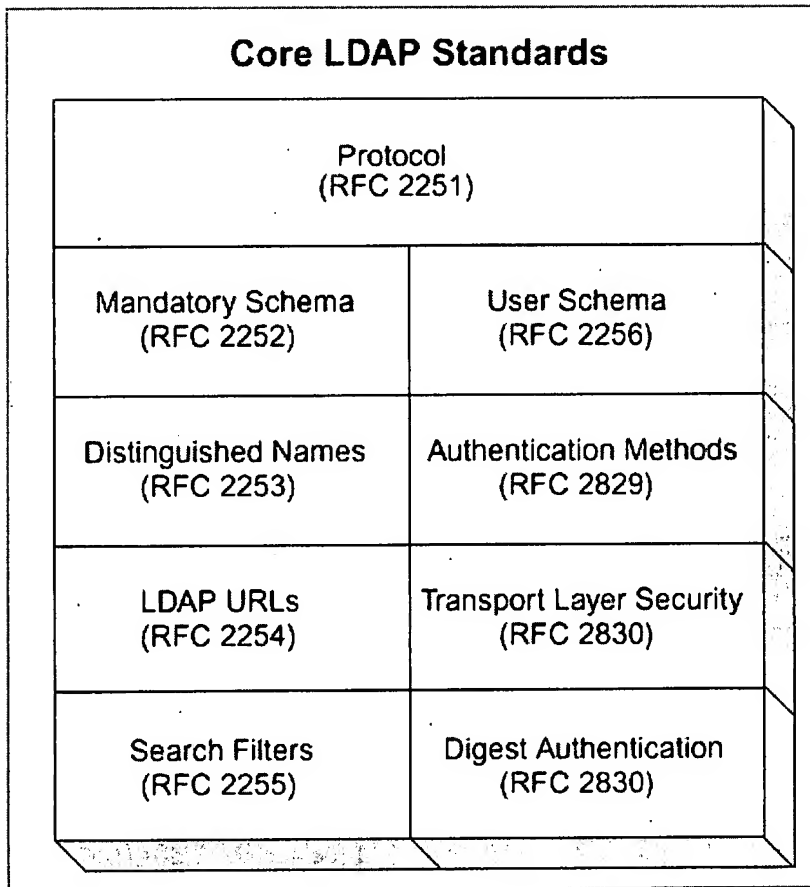 Core LDAP Standards
Protocol
(RFC 2251)
Mandatory Schema
(RFC 2252)
User Schema
(RFC 2256)
Distinguished Names
(RFC 2253)
Authentication Methods
(RFC 2829)
LDAP URLs
(RFC 2254)
Transport Layer Security
(RFC 2830)
Search Filters
(RFC 2255)
Digest Authentication
(RFC 2830)